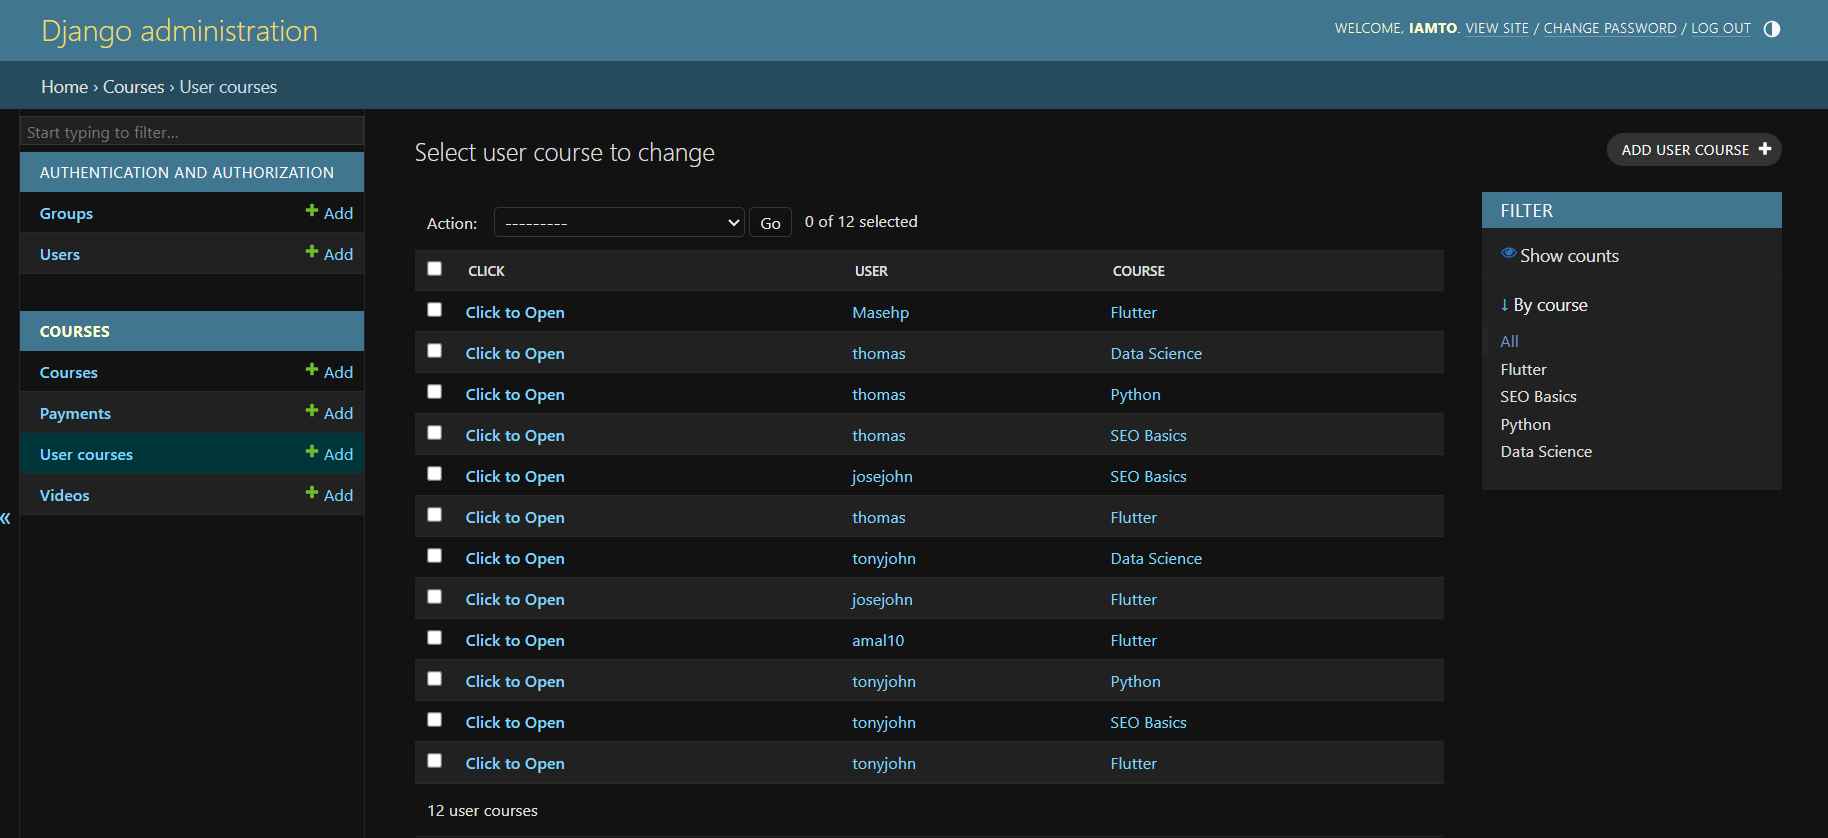 Django administration
WELCOME, IAMTO. VIEW SITE / CHANGE PASSWORD / LOG OUT
Home › Courses › User courses
Start typing to filter...
AUTHENTICATION AND AUTHORIZATION
Groups + Add
Users + Add
COURSES
Courses + Add
Payments + Add
User courses + Add
Videos + Add
«
Select user course to change
ADD USER COURSE +
Action: --------- Go 0 of 12 selected
CLICK USER COURSE
Click to Open Masehp Flutter
Click to Open thomas Data Science
Click to Open thomas Python
Click to Open thomas SEO Basics
Click to Open josejohn SEO Basics
Click to Open thomas Flutter
Click to Open tonyjohn Data Science
Click to Open josejohn Flutter
Click to Open amal10 Flutter
Click to Open tonyjohn Python
Click to Open tonyjohn SEO Basics
Click to Open tonyjohn Flutter
12 user courses
FILTER
Show counts
↓ By course
All
Flutter
SEO Basics
Python
Data Science